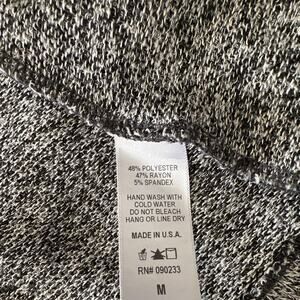 48% POLYESTER
47% RAYON
5% SPANDEX
HAND WASH WITH
COLD WATER
DO NOT BLEACH
HANG OR LINE DRY
MADE IN U.S.A.
RN# 090233
M